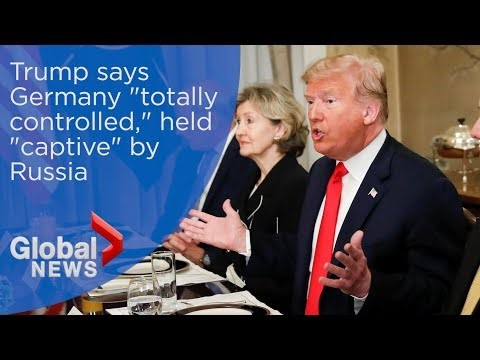 Trump says
Germany "totally
controlled," held
"captive" by
Russia
Global
NEWS